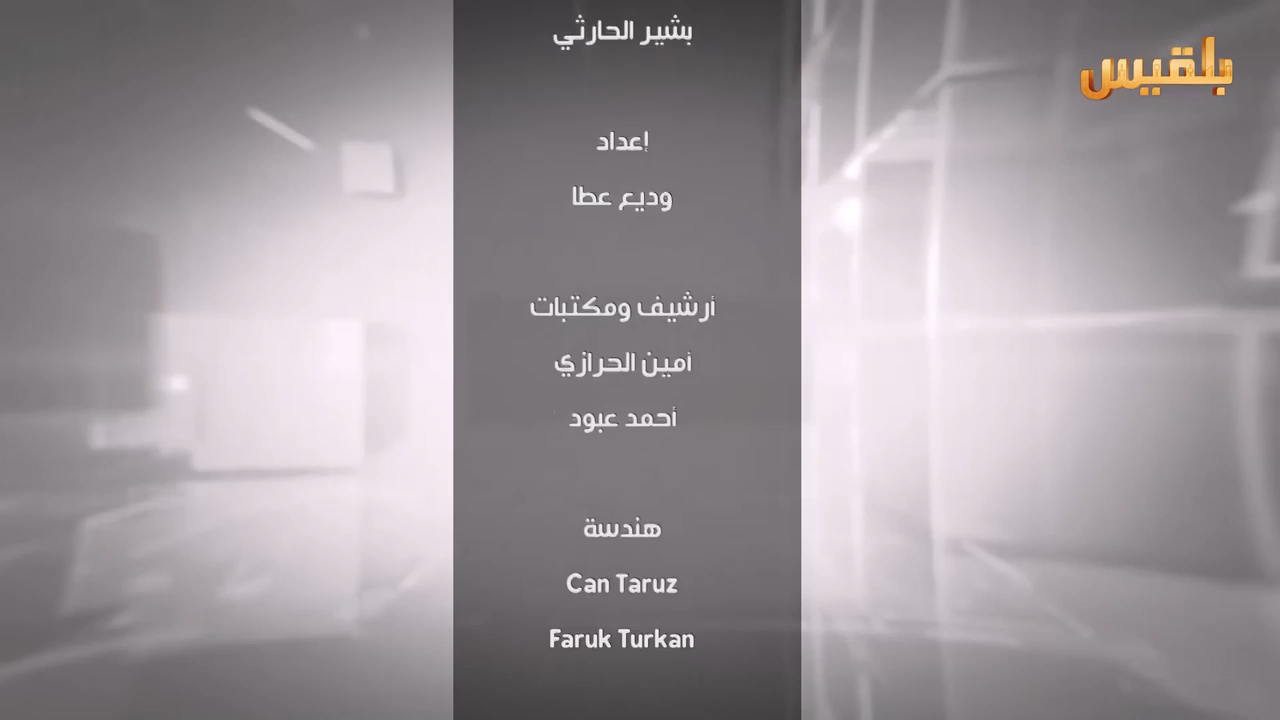 بشير الحارثي
بلقيس
إعداد
وديع عطا
أرشيف ومكتبات
أمين الحرازي
أحمد عبود
هندسة
Can Taruz
Faruk Turkan